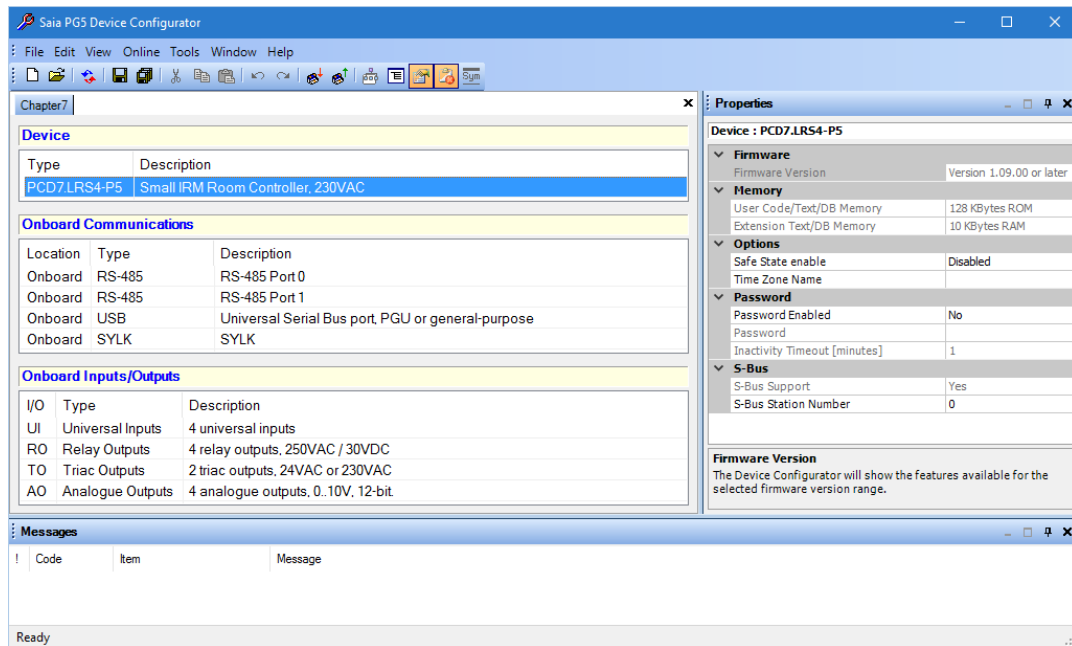 Saia PG5 Device Configurator
File Edit View Online Tools Window Help
Sym
Chapter7
Device
Type Description
PCD7.LRS4-P5 Small IRM Room Controller, 230VAC
Onboard Communications
Location Type Description
Onboard RS-485 RS-485 Port 0
Onboard RS-485 RS-485 Port 1
Onboard USB Universal Serial Bus port, PGU or general-purpose
Onboard SYLK SYLK
Onboard Inputs/Outputs
I/O Type Description
UI Universal Inputs 4 universal inputs
RO Relay Outputs 4 relay outputs, 250VAC / 30VDC
TO Triac Outputs 2 triac outputs, 24VAC or 230VAC
AO Analogue Outputs 4 analogue outputs, 0..10V, 12-bit.
Properties
Device : PCD7.LRS4-P5
Firmware
Firmware Version Version 1.09.00 or later
Memory
User Code/Text/DB Memory 128 KBytes ROM
Extension Text/DB Memory 10 KBytes RAM
Options
Safe State enable Disabled
Time Zone Name
Password
Password Enabled No
Password
Inactivity Timeout [minutes] 1
S-Bus
S-Bus Support Yes
S-Bus Station Number 0
Firmware Version
The Device Configurator will show the features available for the
selected firmware version range.
Messages
! Code Item Message
Ready